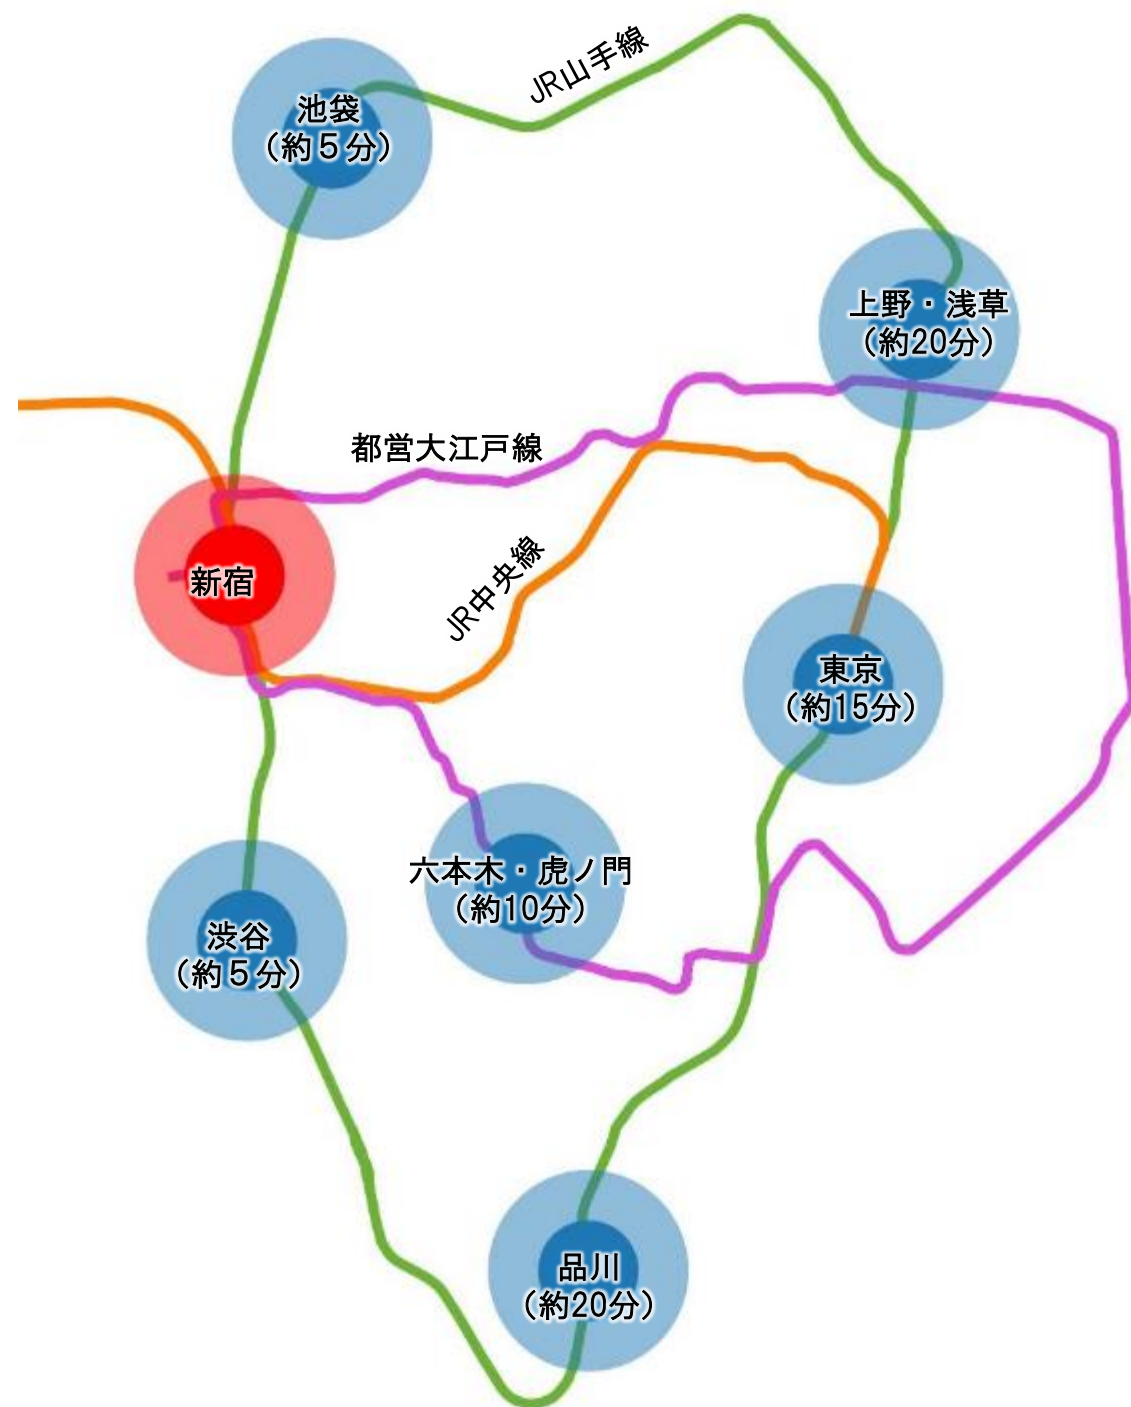 JR山手線
池袋
（約５分）
上野・浅草
（約20分）
都営大江戸線
JR中央線
新宿
東京
（約15分）
六本木・虎ノ門
（約10分）
渋谷
（約５分）
品川
（約20分）